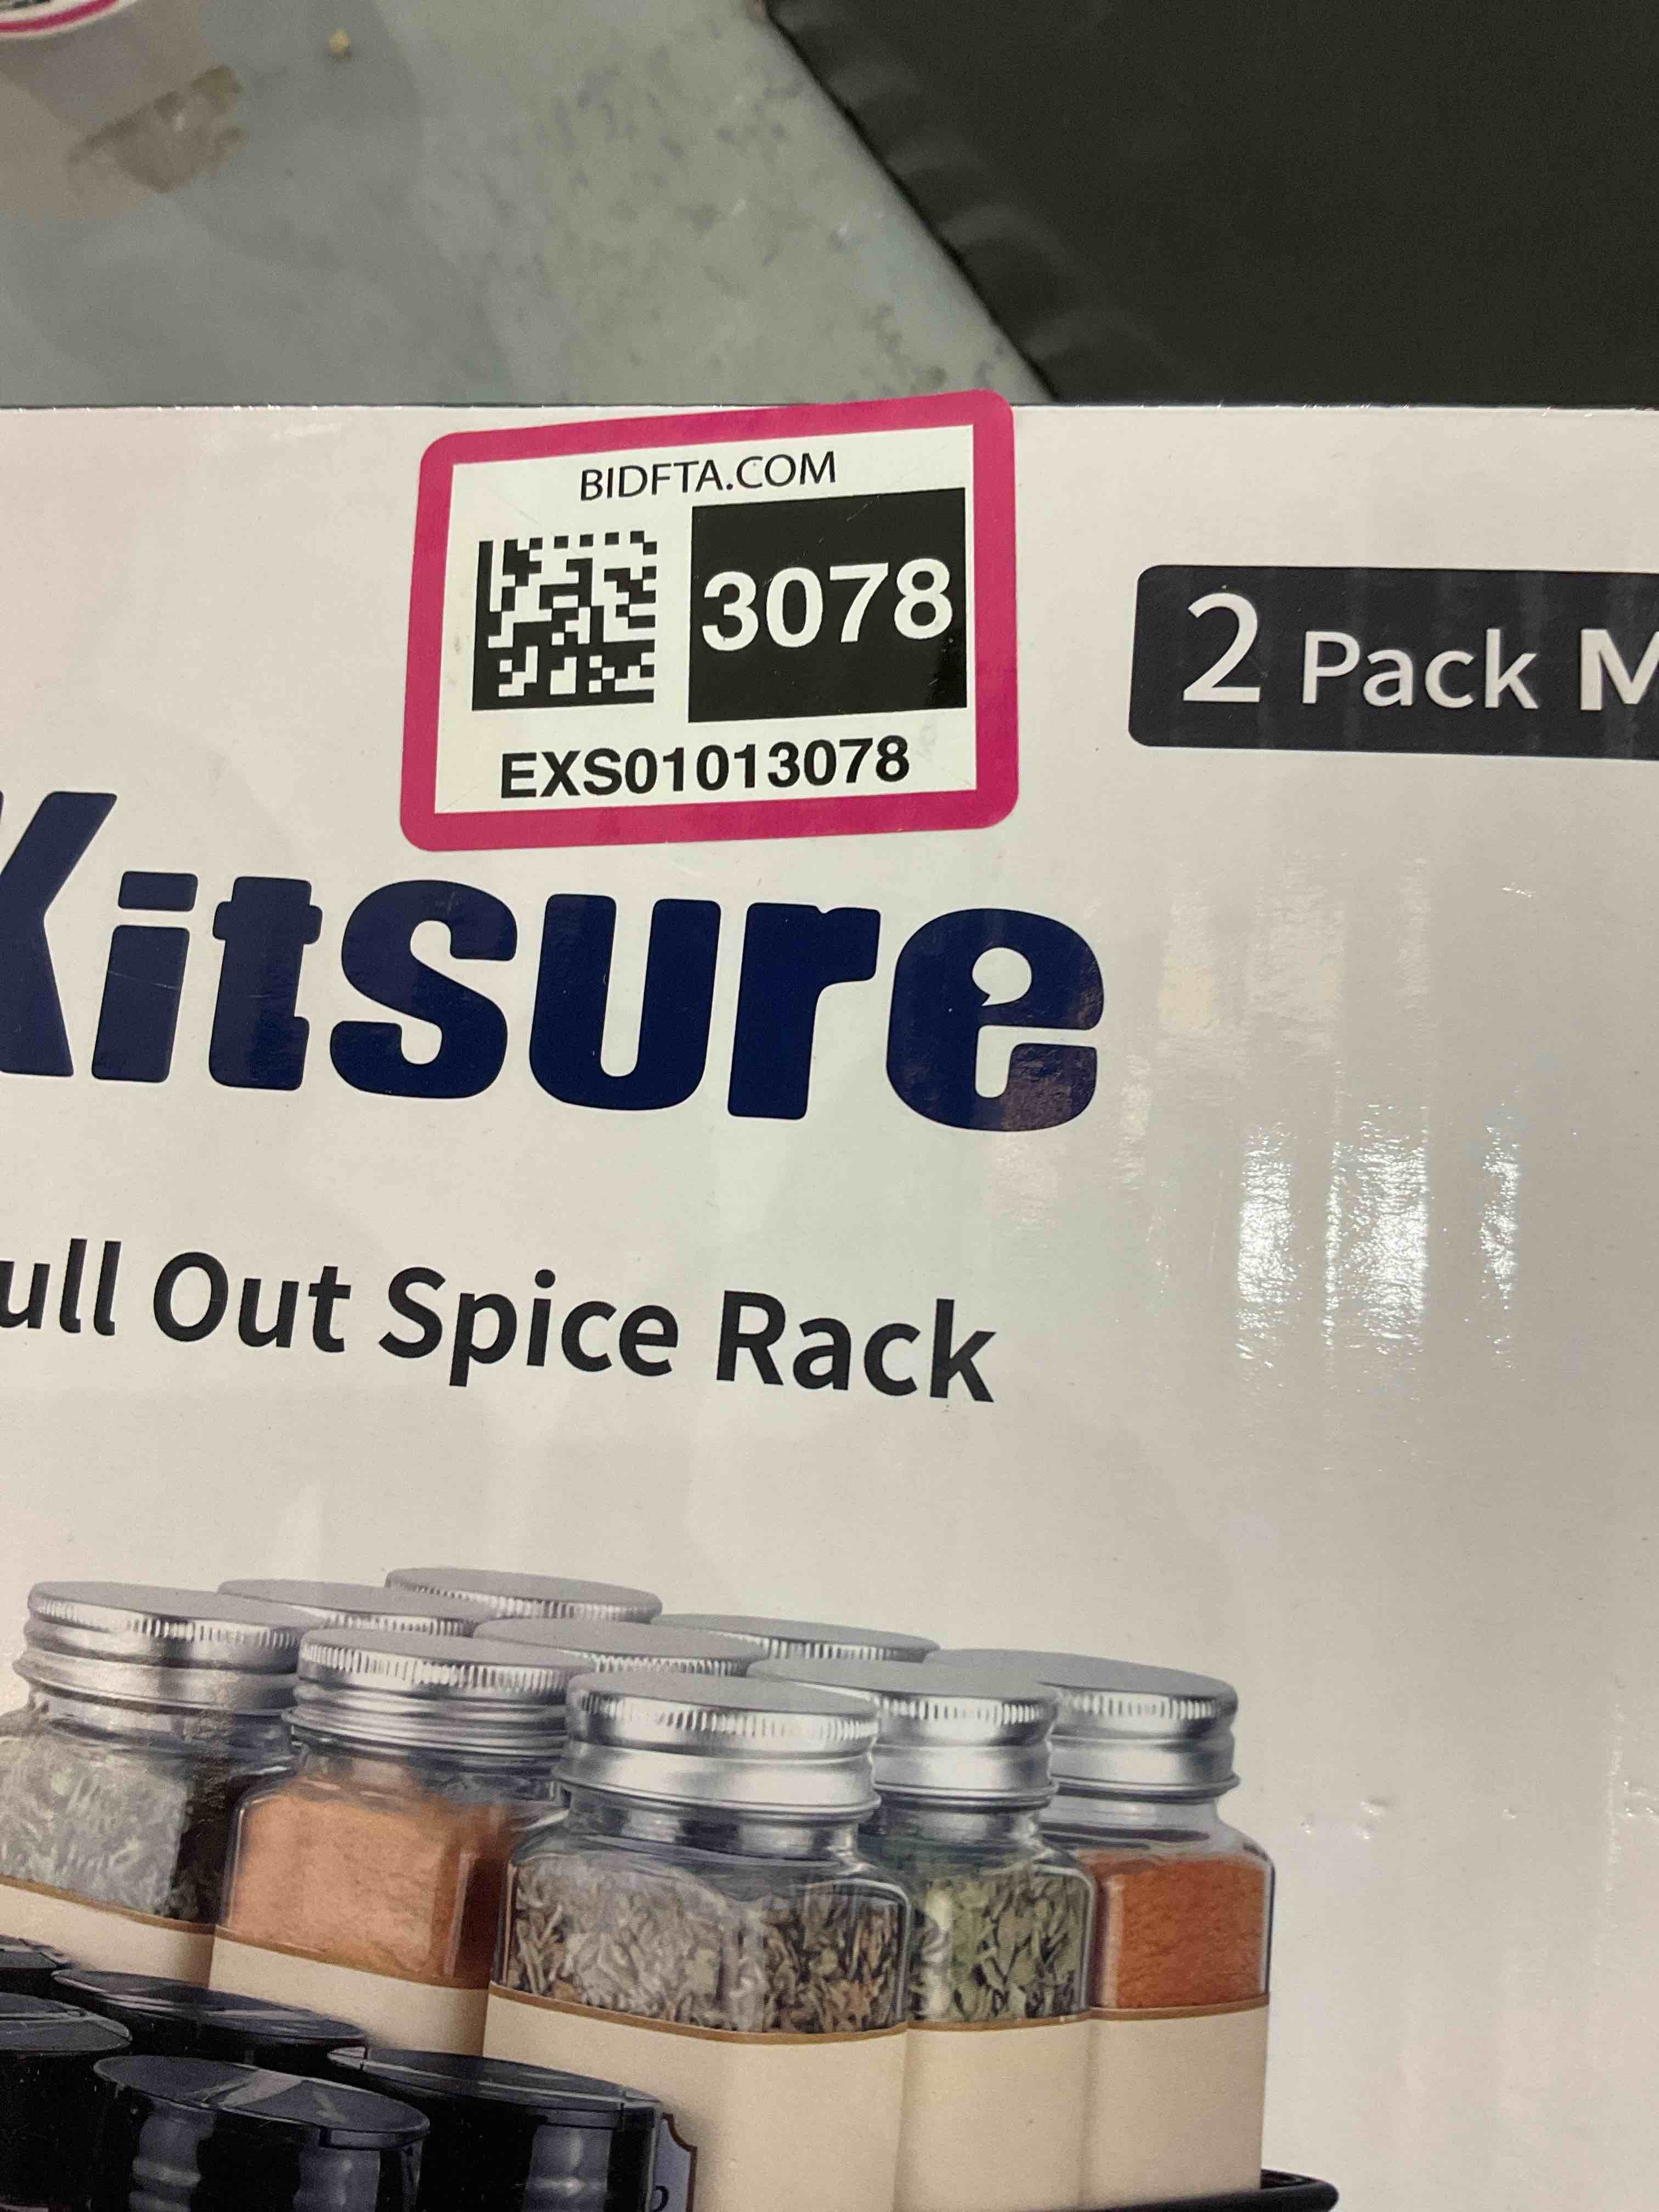 BIDFTA.COM
3078
EXS01013078
2 Pack M
Kitsure
ull Out Spice Rack